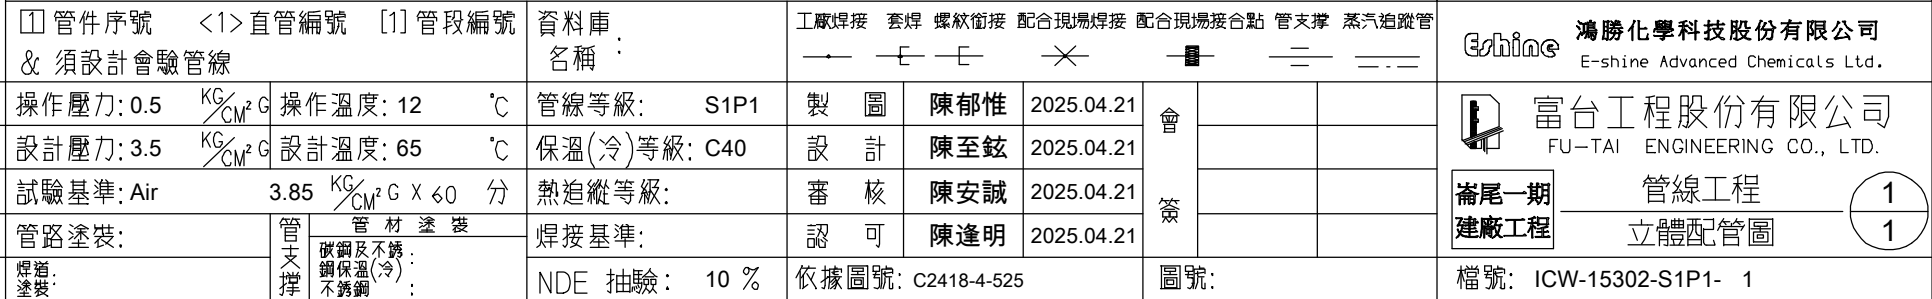 1 管件序號 <1>直管編號 [1] 管段編號
& 須設計會驗管線
資料庫
名稱 :
工廠焊接 套焊 螺紋銜接 配合現場焊接 配合現場接合點 管支撐 蒸汽追蹤管
Eshine 鴻勝化學科技股份有限公司
E-shine Advanced Chemicals Ltd.
操作壓力: 0.5 KG/CM² G 操作溫度: 12 °C 管線等級: S1P1
設計壓力: 3.5 KG/CM² G 設計溫度: 65 °C 保溫(冷)等級: C40
試驗基準: Air 3.85 KG/CM² G X 60 分 熱追縱等級:
管路塗裝:
焊道
塗裝:
管支撐
管材塗裝
碳鋼及不銹
鋼保溫(冷) :
不銹鋼 :
焊接基準:
NDE 抽驗: 10 %
製圖 陳郁惟 2025.04.21
設計 陳至鉉 2025.04.21
審核 陳安誠 2025.04.21
認可 陳逢明 2025.04.21
會簽
依據圖號: C2418-4-525 圖號:
富台工程股份有限公司
FU-TAI ENGINEERING CO., LTD.
崙尾一期
建廠工程
管線工程
立體配管圖
1
1
檔號: ICW-15302-S1P1- 1